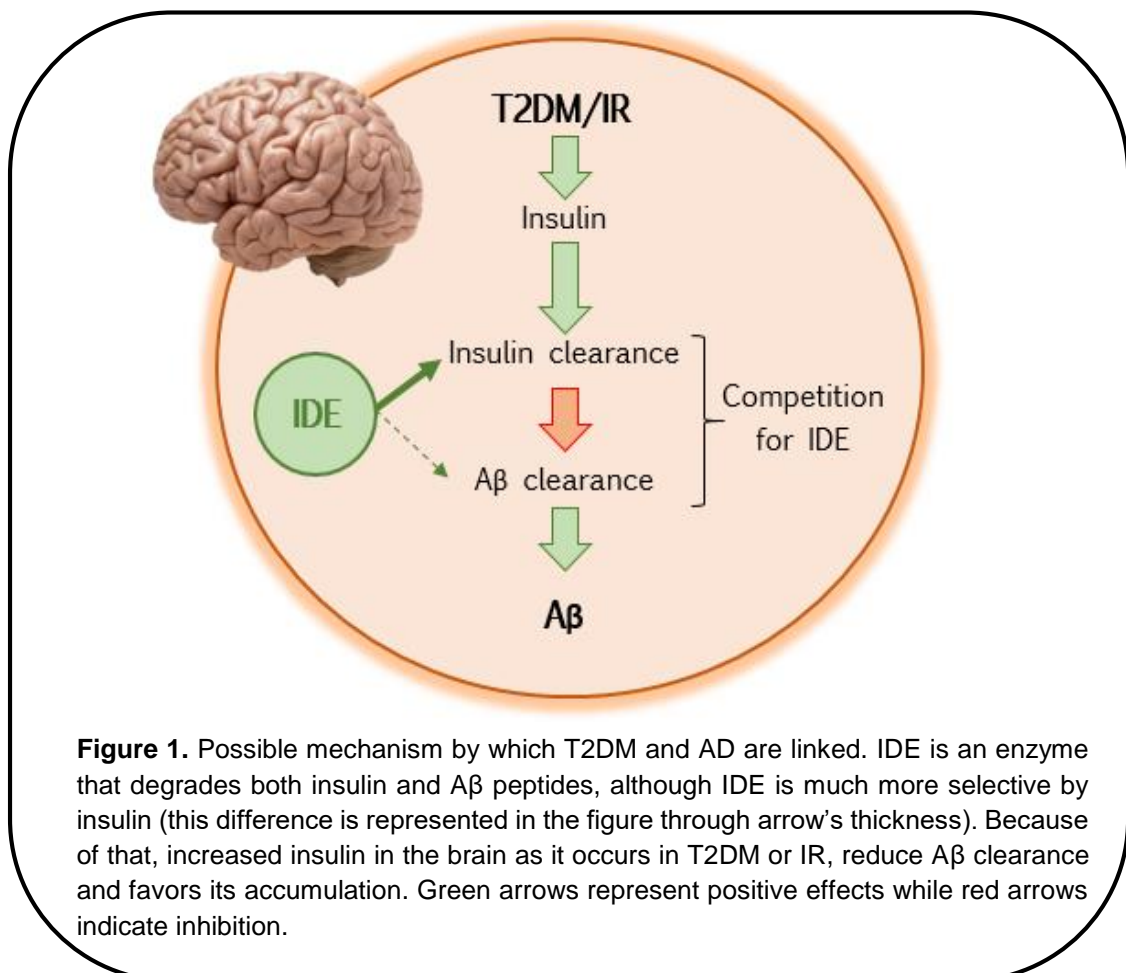 T2DM/IR
Insulin
Insulin clearance
IDE
Competition
for IDE
Aβ clearance
Aβ
Figure 1. Possible mechanism by which T2DM and AD are linked. IDE is an enzyme
that degrades both insulin and Aβ peptides, although IDE is much more selective by
insulin (this difference is represented in the figure through arrow's thickness). Because
of that, increased insulin in the brain as it occurs in T2DM or IR, reduce Aβ clearance
and favors its accumulation. Green arrows represent positive effects while red arrows
indicate inhibition.